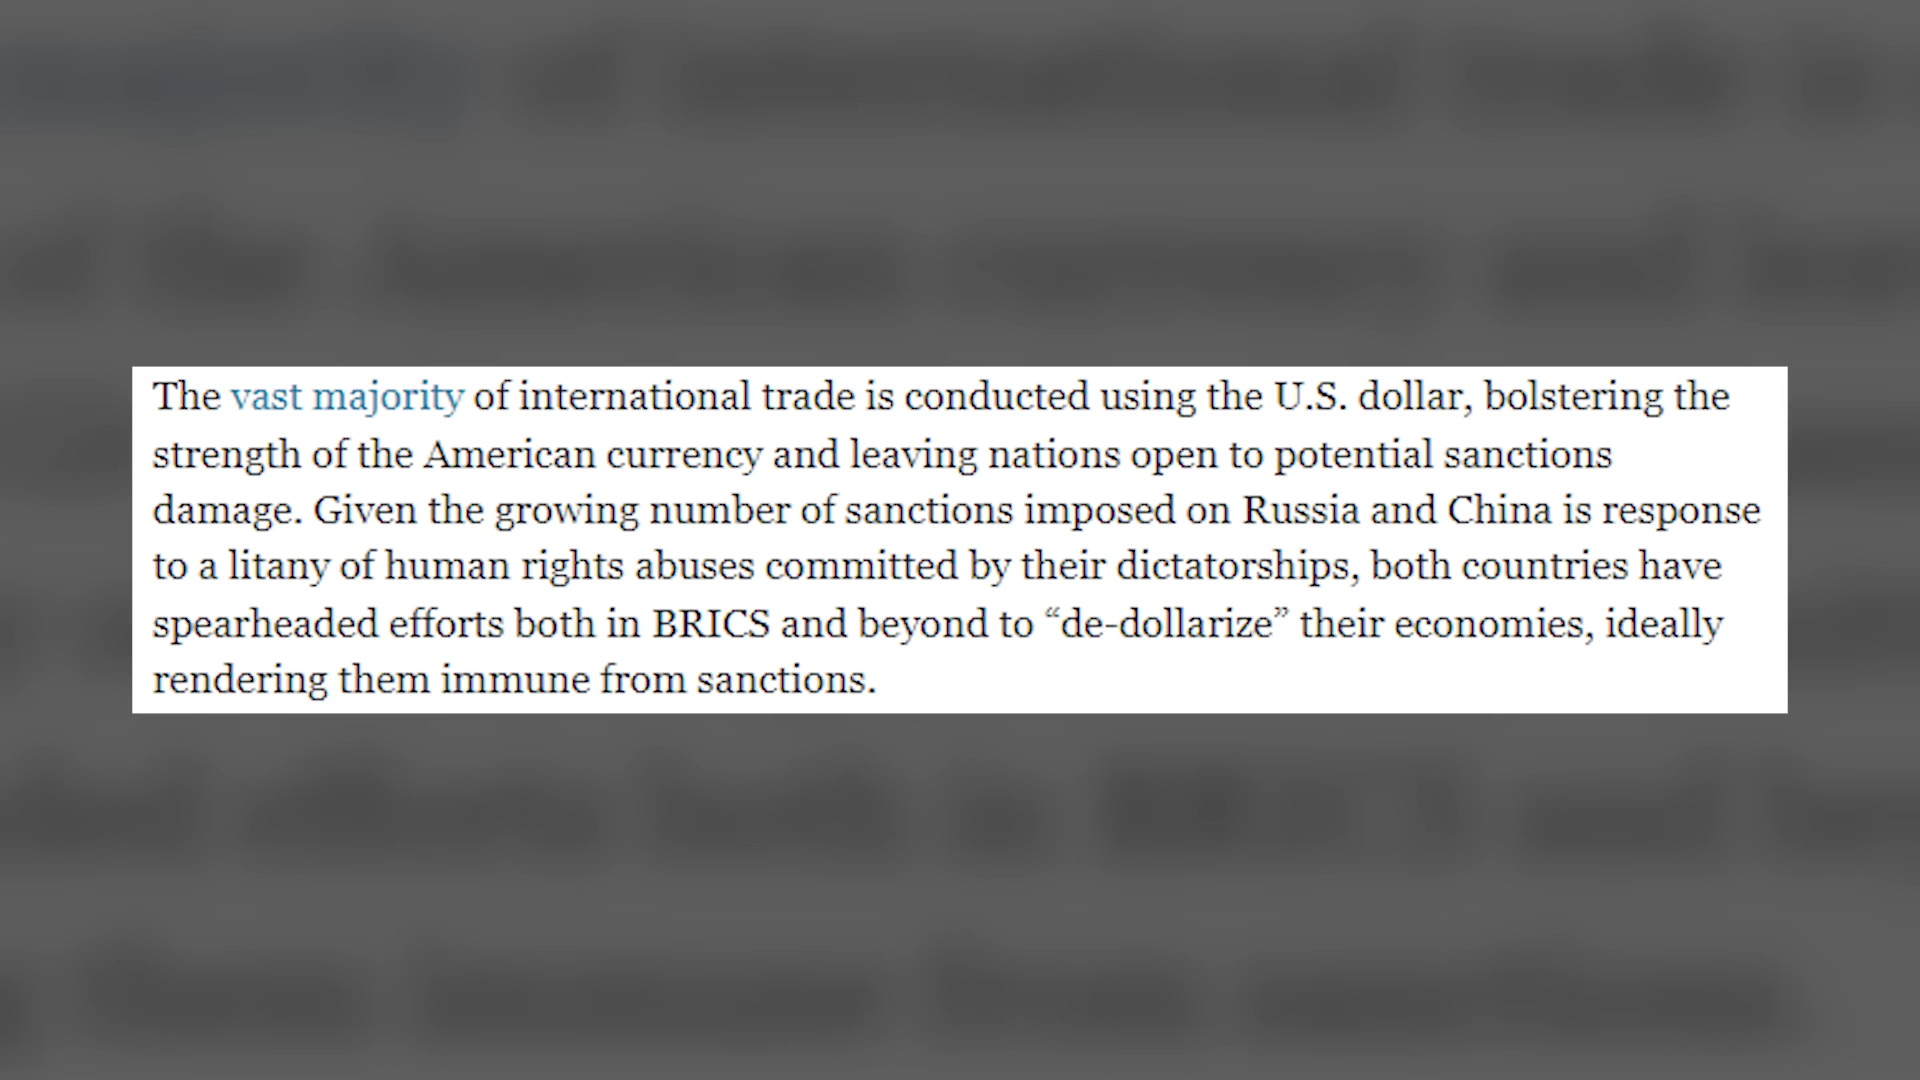 The vast majority of international trade is conducted using the U.S. dollar, bolstering the
strength of the American currency and leaving nations open to potential sanctions
damage. Given the growing number of sanctions imposed on Russia and China is response
to a litany of human rights abuses committed by their dictatorships, both countries have
spearheaded efforts both in BRICS and beyond to “de-dollarize” their economies, ideally
rendering them immune from sanctions.